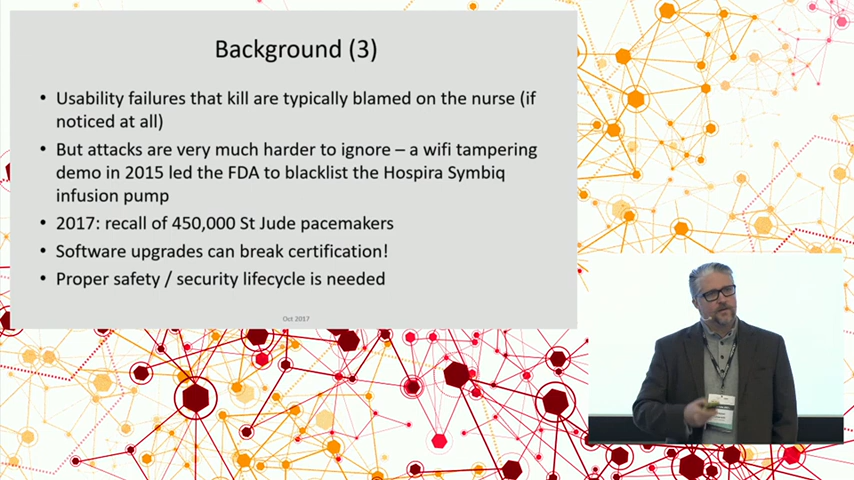 Background (3)
• Usability failures that kill are typically blamed on the nurse (if
noticed at all)
• But attacks are very much harder to ignore – a wifi tampering
demo in 2015 led the FDA to blacklist the Hospira Symbiq
infusion pump
• 2017: recall of 450,000 St Jude pacemakers
• Software upgrades can break certification!
• Proper safety / security lifecycle is needed
Oct 2017